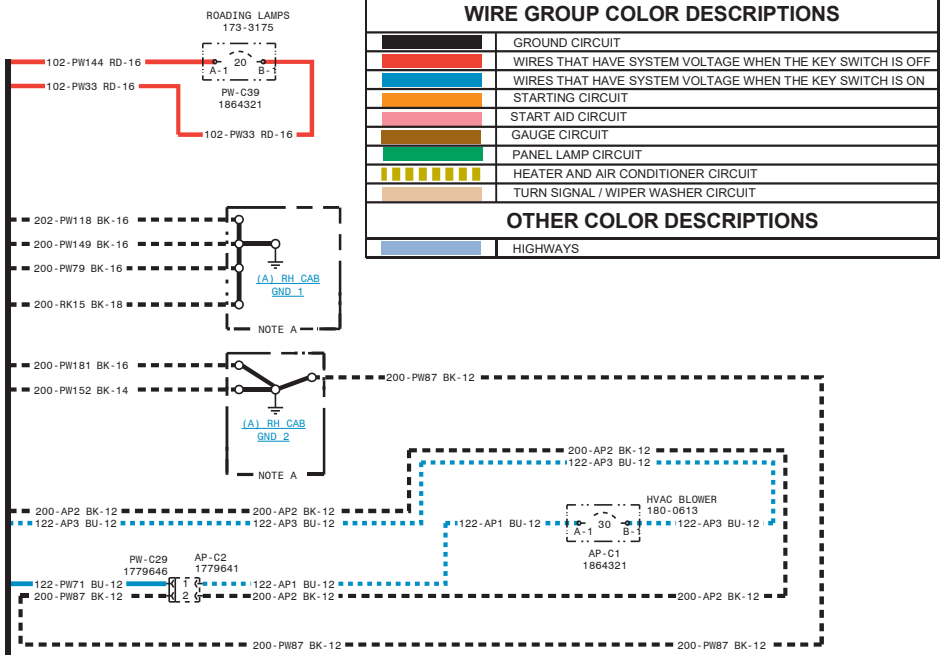 WIRE GROUP COLOR DESCRIPTIONS
GROUND CIRCUIT
WIRES THAT HAVE SYSTEM VOLTAGE WHEN THE KEY SWITCH IS OFF
WIRES THAT HAVE SYSTEM VOLTAGE WHEN THE KEY SWITCH IS ON
STARTING CIRCUIT
START AID CIRCUIT
GAUGE CIRCUIT
PANEL LAMP CIRCUIT
HEATER AND AIR CONDITIONER CIRCUIT
TURN SIGNAL / WIPER WASHER CIRCUIT
OTHER COLOR DESCRIPTIONS
HIGHWAYS
ROADING LAMPS
173-3175
102-PW144 RD-16
20
A-1
B-1
102-PW33 RD-16
PW-C39
1864321
102-PW33 RD-16
202-PW118 BK-16
200-PW149 BK-16
200-PW79 BK-16
200-RK15 BK-18
(A) RH CAB
GND 1
NOTE A
200-PW181 BK-16
200-PW152 BK-14
200-PW87 BK-12
(A) RH CAB
GND 2
NOTE A
200-AP2 BK-12
122-AP3 BU-12
200-AP2 BK-12
200-AP2 BK-12
122-AP3 BU-12
122-AP3 BU-12
HVAC BLOWER
180-0613
122-AP1 BU-12
30
A-1
B-1
122-AP3 BU-12
AP-C1
1864321
PW-C29
1779646
AP-C2
1779641
122-PW71 BU-12
1
122-AP1 BU-12
200-PW87 BK-12
2
200-AP2 BK-12
200-AP2 BK-12
200-PW87 BK-12
200-PW87 BK-12